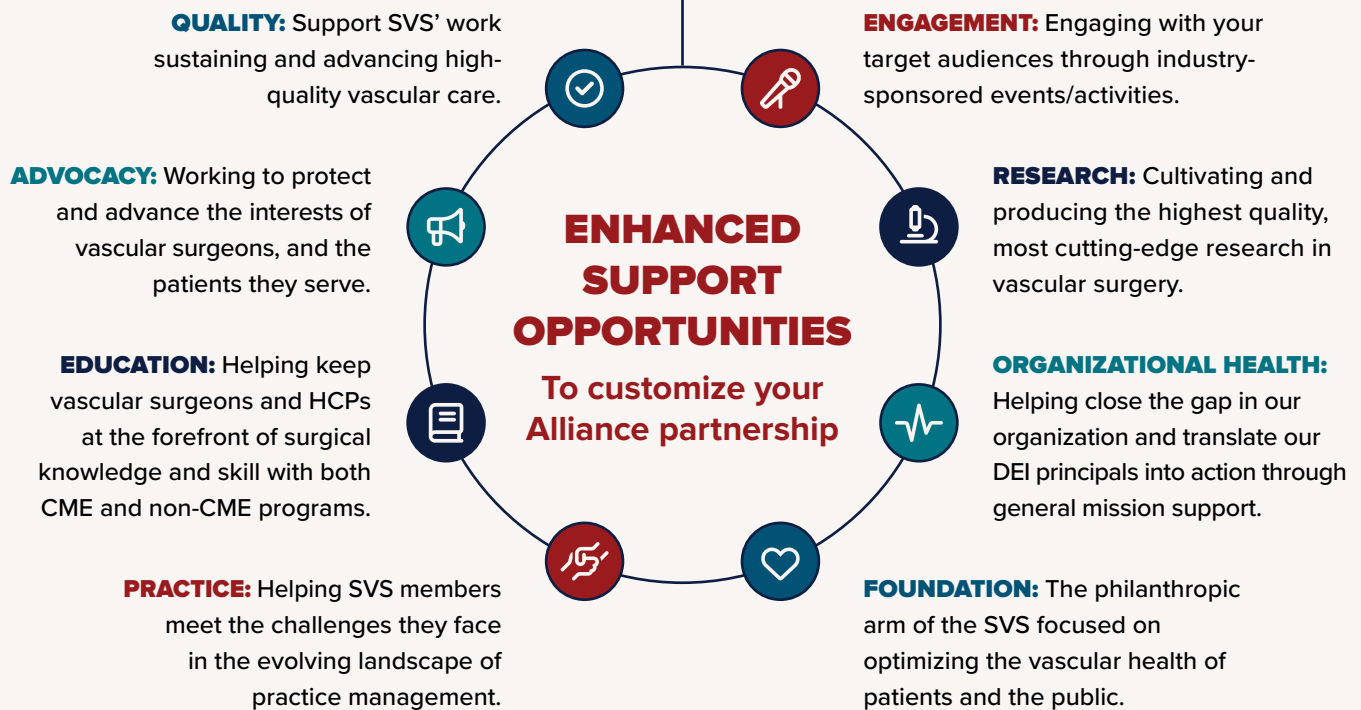 QUALITY: Support SVS’ work
sustaining and advancing high-
quality vascular care.
ADVOCACY: Working to protect
and advance the interests of
vascular surgeons, and the
patients they serve.
EDUCATION: Helping keep
vascular surgeons and HCPs
at the forefront of surgical
knowledge and skill with both
CME and non-CME programs.
PRACTICE: Helping SVS members
meet the challenges they face
in the evolving landscape of
practice management.
ENHANCED
SUPPORT
OPPORTUNITIES
To customize your
Alliance partnership
ENGAGEMENT: Engaging with your
target audiences through industry-
sponsored events/activities.
RESEARCH: Cultivating and
producing the highest quality,
most cutting-edge research in
vascular surgery.
ORGANIZATIONAL HEALTH:
Helping close the gap in our
organization and translate our
DEI principals into action through
general mission support.
FOUNDATION: The philanthropic
arm of the SVS focused on
optimizing the vascular health of
patients and the public.